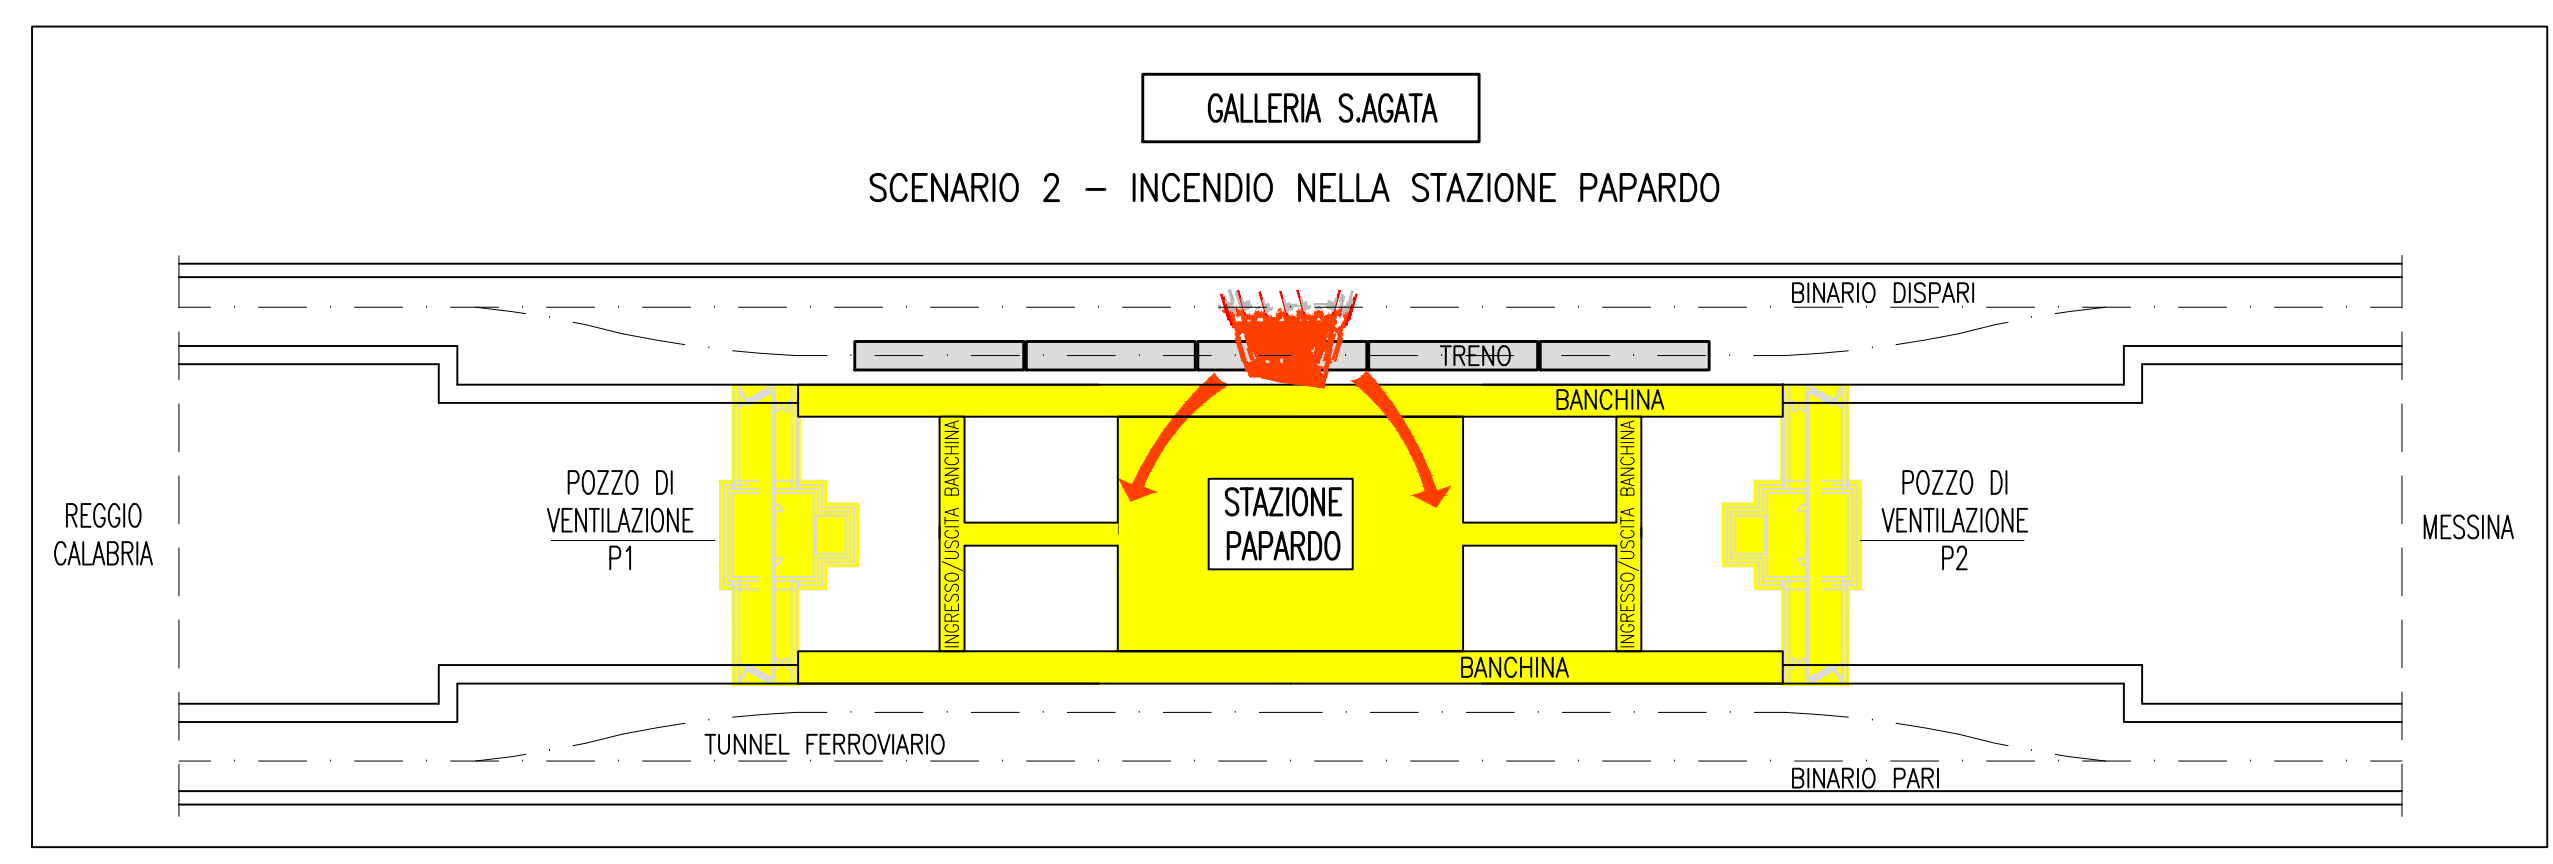 GALLERIA S.AGATA
SCENARIO 2 - INCENDIO NELLA STAZIONE PAPARDO
BINARIO DISPARI
TRENO
BANCHINA
INGRESSO/USCITA BANCHINA
INGRESSO/USCITA BANCHINA
POZZO DI
VENTILAZIONE
P1
STAZIONE
PAPARDO
POZZO DI
VENTILAZIONE
P2
REGGIO
CALABRIA
MESSINA
BANCHINA
TUNNEL FERROVIARIO
BINARIO PARI